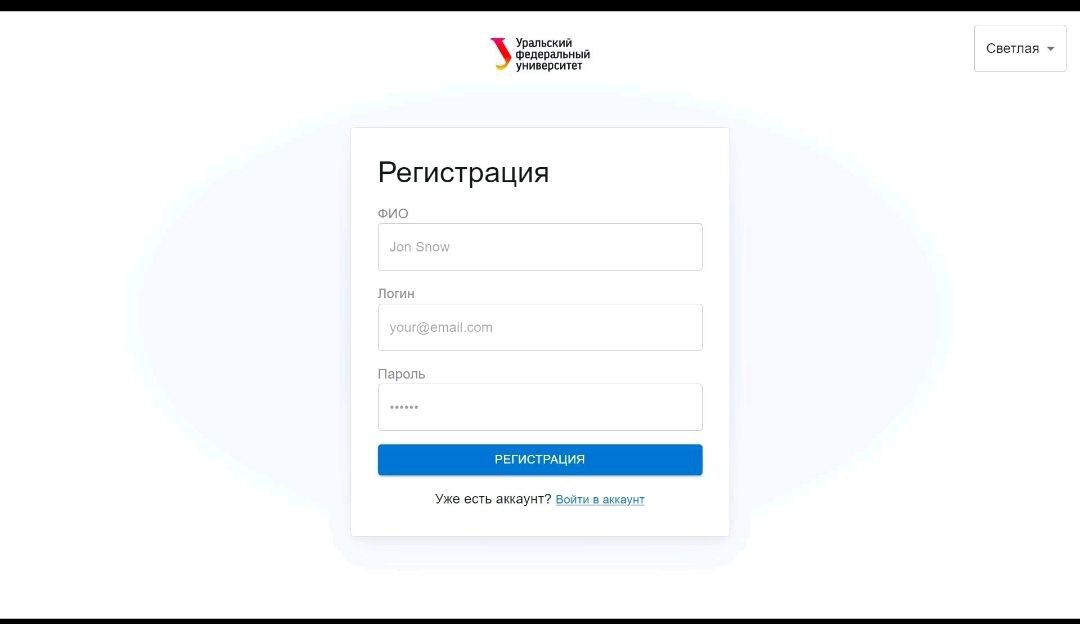 Уральский
федеральный
университет
Светлая
Регистрация
ФИО
Jon Snow
Логин
your@email.com
Пароль
••••••
РЕГИСТРАЦИЯ
Уже есть аккаунт? Войти в аккаунт